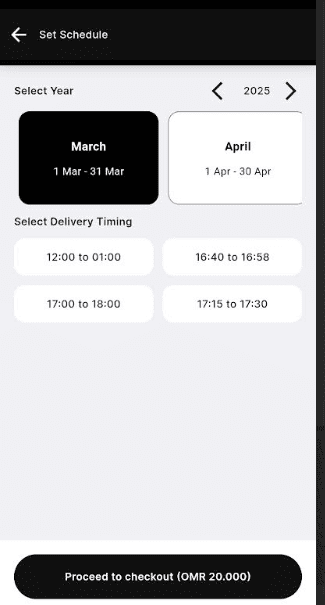 Set Schedule
Select Year
2025
March
April
1 Mar - 31 Mar
1 Apr - 30 Apr
Select Delivery Timing
12:00 to 01:00
16:40 to 16:58
17:00 to 18:00
17:15 to 17:30
Proceed to checkout (OMR 20.000)